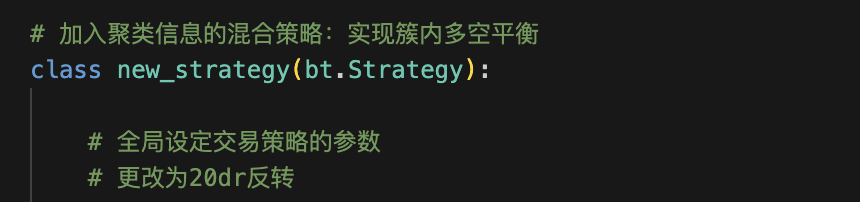 # 加入聚类信息的混合策略：实现簇内多空平衡
class new_strategy(bt.Strategy):
# 全局设定交易策略的参数
# 更改为20dr反转